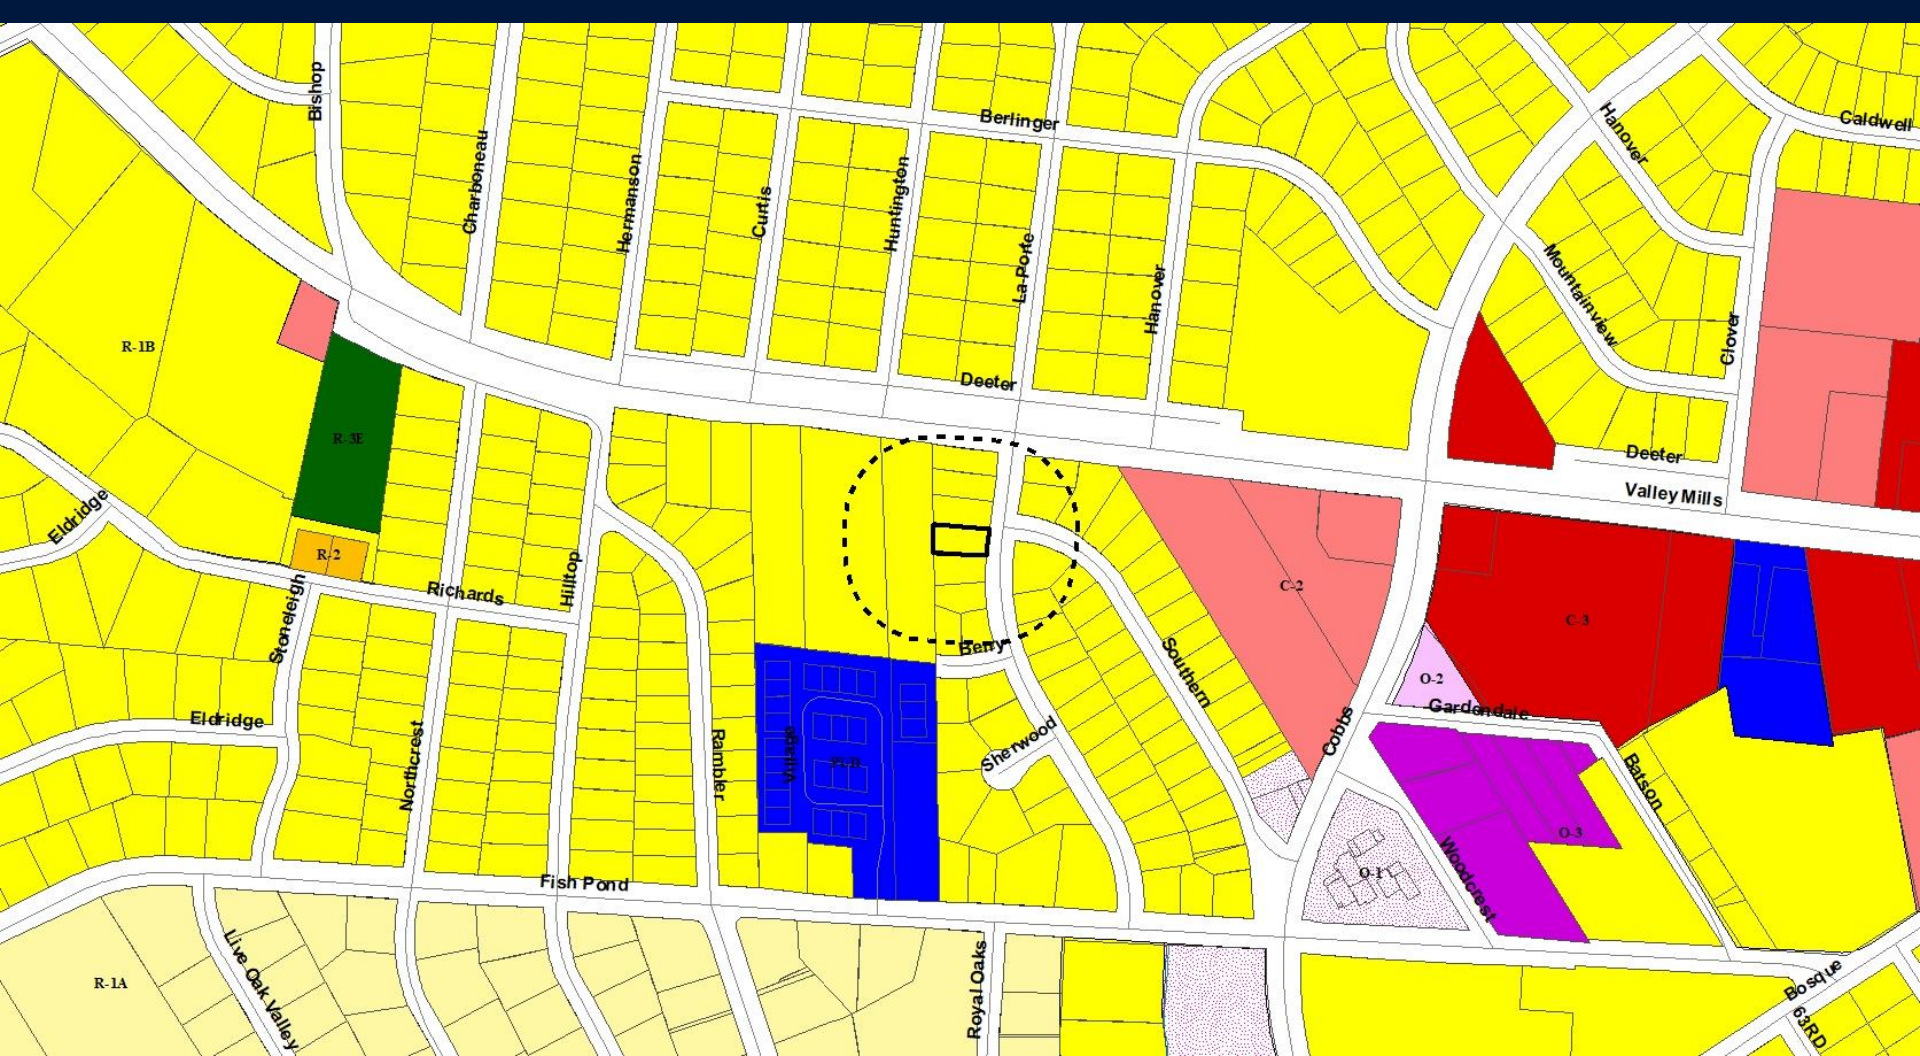 Bishop
Charboneau
Hermanson
Curtis
Huntington
Berlinger
La-Porte
Hanover
Hanover
Caldwell
Mountainview
Clover
R-1B
R-3E
Deeter
Deeter
Valley Mills
Eldridge
R-2
Richards
Hilltop
Stoneleigh
C-2
C-3
Berry
Southern
O-2
Gardendale
Eldridge
Northcrest
Rambler
Village
PUD
Sherwood
Cobbs
Batson
O-3
Woodcrest
O-1
Fish Pond
R-1A
Live Oak Valley
Royal Oaks
Bosque
63RD